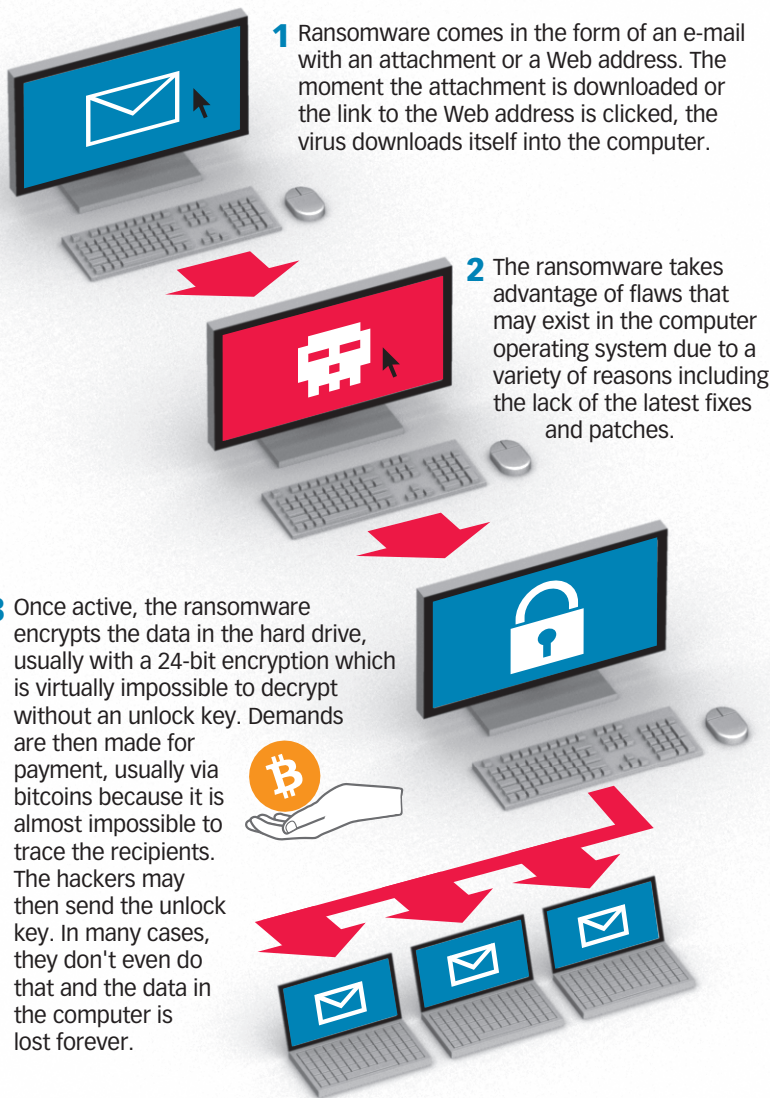 1 Ransomware comes in the form of an e-mail
with an attachment or a Web address. The
moment the attachment is downloaded or
the link to the Web address is clicked, the
virus downloads itself into the computer.
2 The ransomware takes
advantage of flaws that
may exist in the computer
operating system due to a
variety of reasons including
the lack of the latest fixes
and patches.
3 Once active, the ransomware
encrypts the data in the hard drive,
usually with a 24-bit encryption which
is virtually impossible to decrypt
without an unlock key. Demands
are then made for
payment, usually via
bitcoins because it is
almost impossible to
trace the recipients.
The hackers may
then send the unlock
key. In many cases,
they don't even do
that and the data in
the computer is
lost forever.